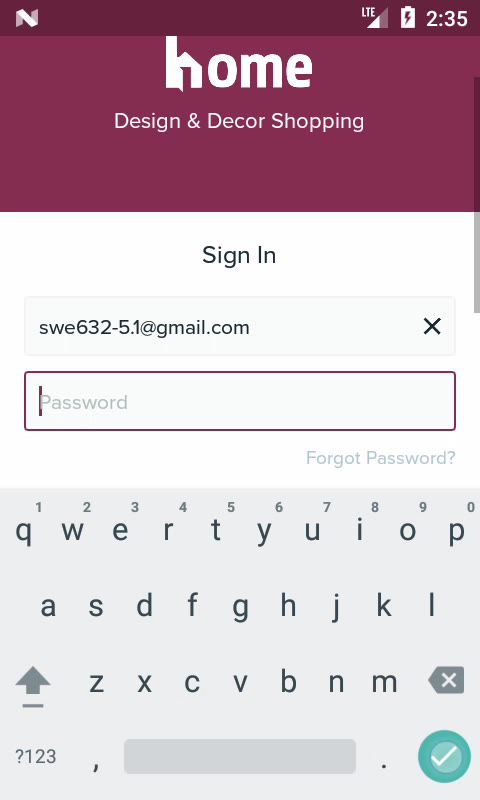 LTE 2:35
home
Design & Decor Shopping
Sign In
swe632-5.1@gmail.com
Password
Forgot Password?
1 2 3 4 5 6 7 8 9 0
q w e r t y u i o p
a s d f g h j k l
z x c v b n m
?123 , .